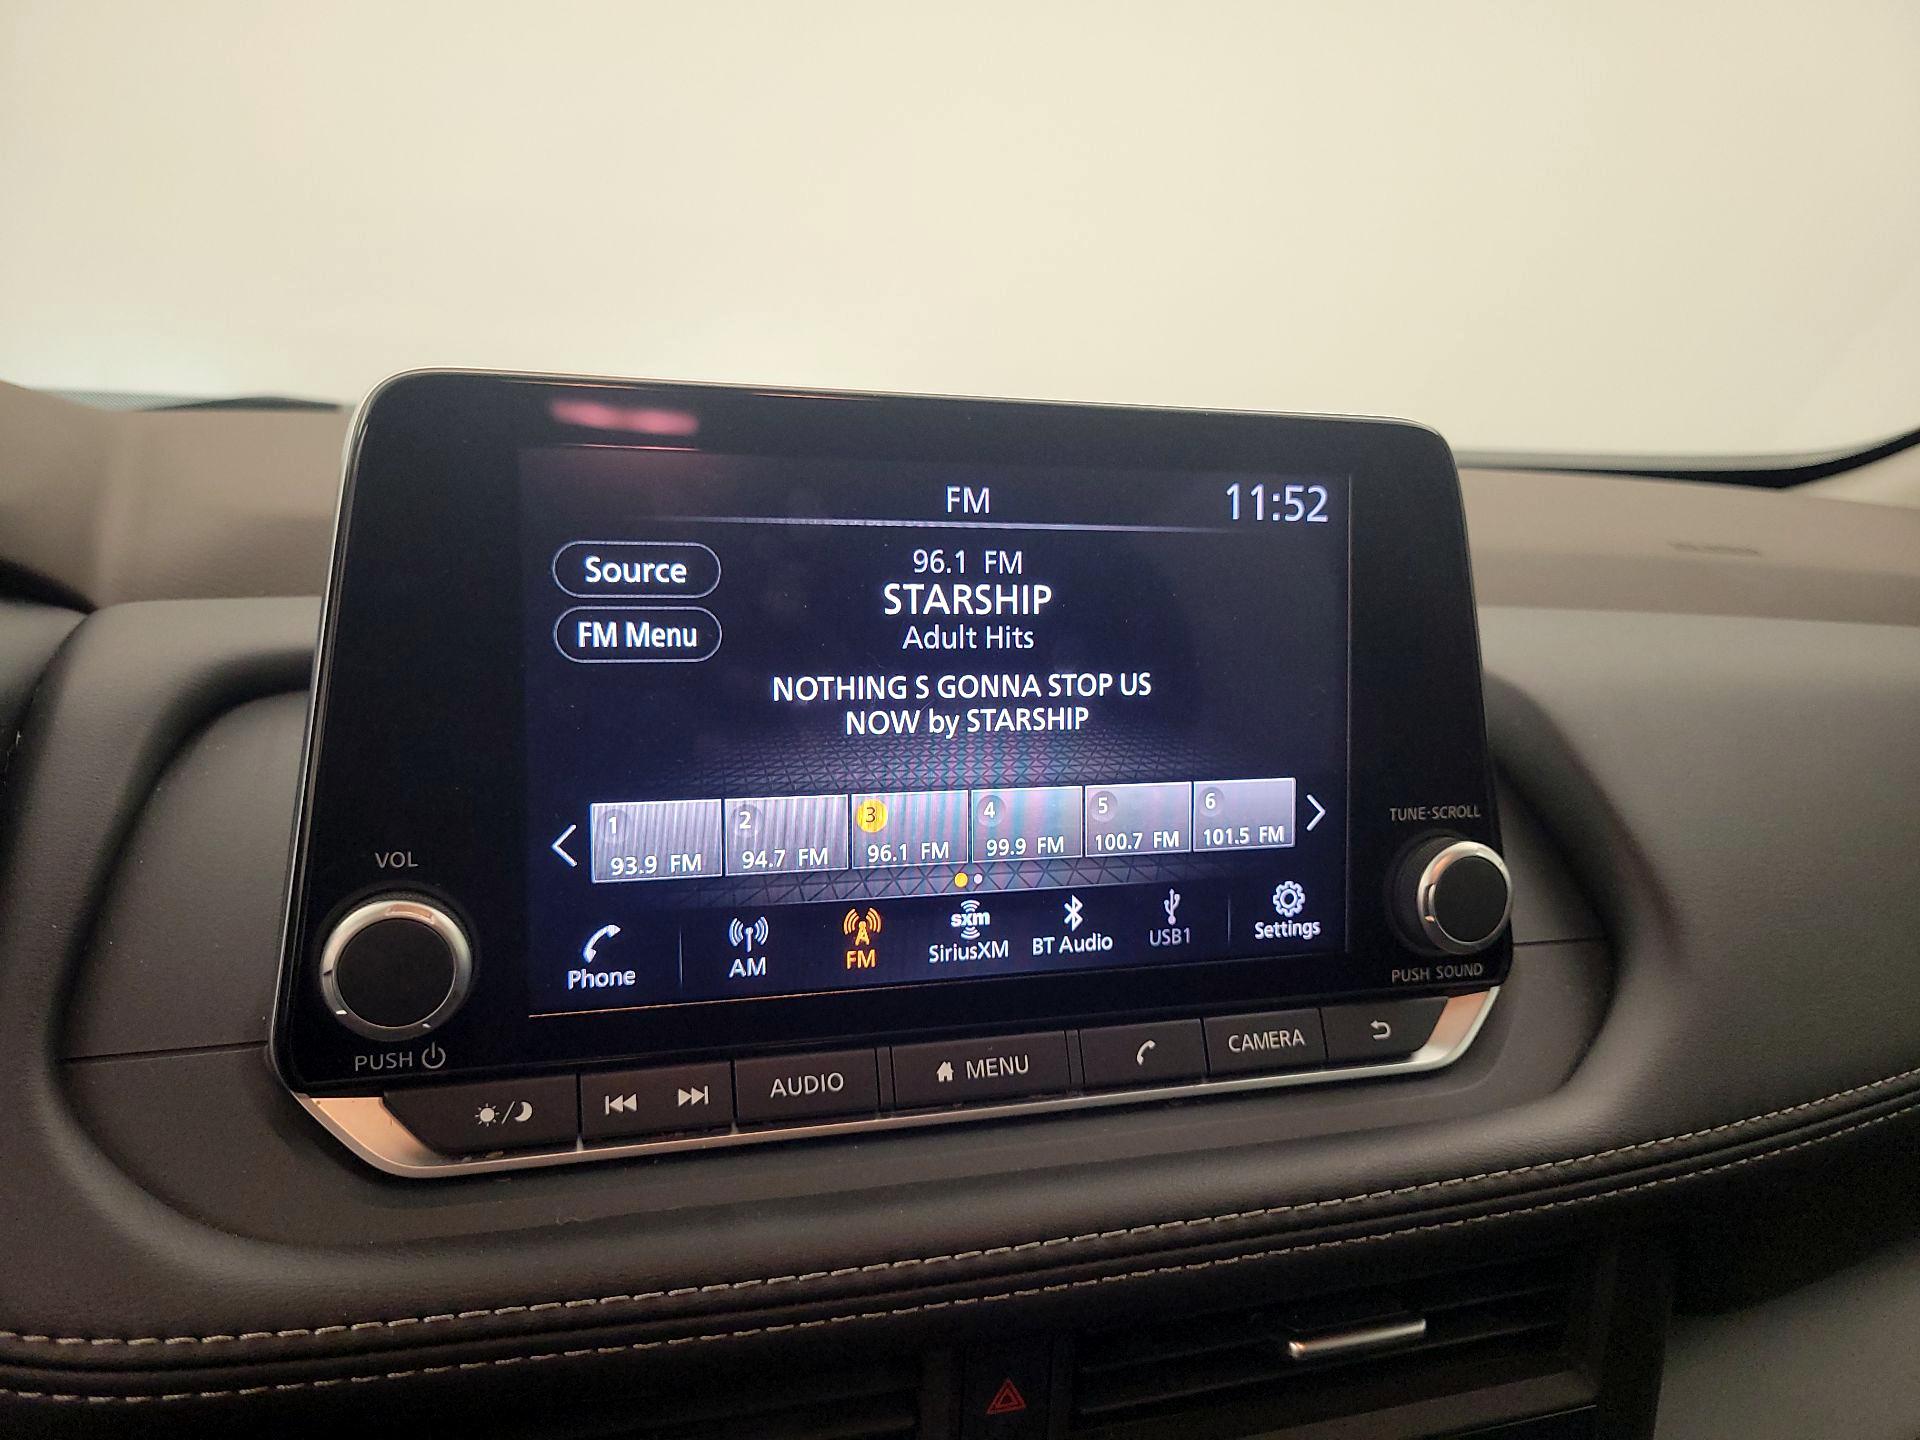 FM
11:52
Source
96.1 FM
STARSHIP
FM Menu
Adult Hits
NOTHING S GONNA STOP US
NOW by STARSHIP
1
2
3
4
5
6
93.9 FM
94.7 FM
96.1 FM
99.9 FM
100.7 FM
101.5 FM
TUNE·SCROLL
VOL
Phone
AM
FM
sxm
SiriusXM
BT Audio
USB1
Settings
PUSH SOUND
PUSH
AUDIO
MENU
CAMERA